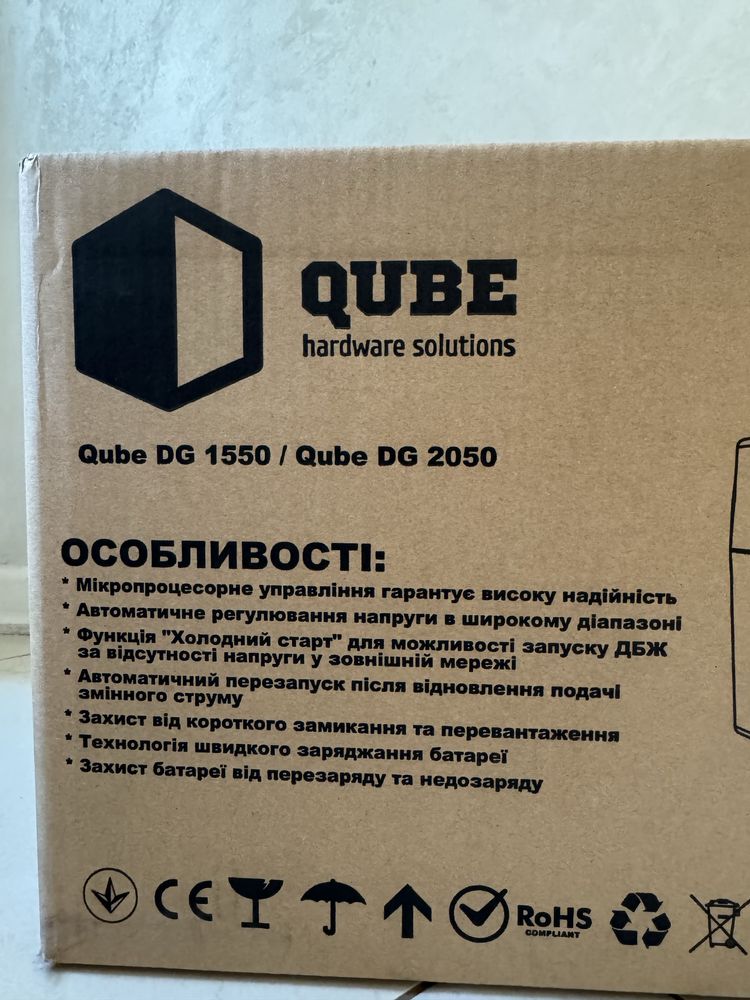 QUBE
hardware solutions
Qube DG 1550 / Qube DG 2050
ОСОБЛИВОСТІ:
* Мікропроцесорне управління гарантує високу надійність
* Автоматичне регулювання напруги в широкому діапазоні
* Функція "Холодний старт" для можливості запуску ДБЖ
за відсутності напруги у зовнішній мережі
* Автоматичний перезапуск після відновлення подачі
змінного струму
* Захист від короткого замикання та перевантаження
* Технологія швидкого заряджання батареї
* Захист батареї від перезаряду та недозаряду
CE RoHS
COMPLIANT